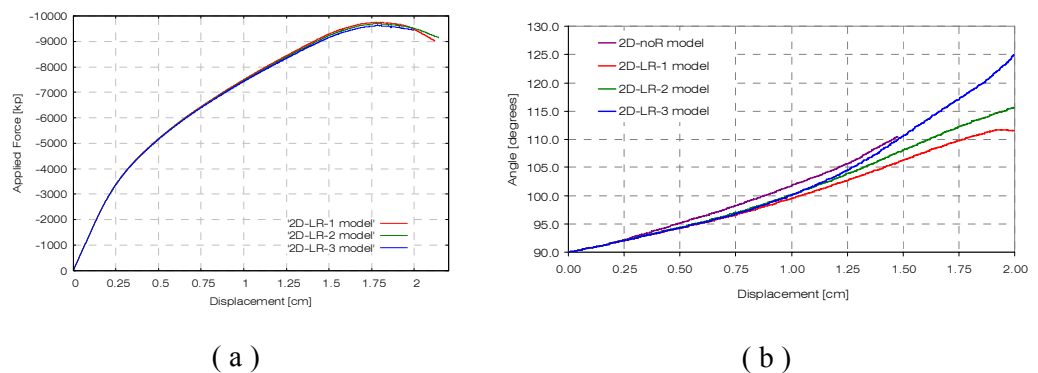 -10000
-9000
-8000
-7000
-6000
-5000
-4000
-3000
-2000
-1000
0
Applied Force [kp]
'2D-LR-1 model'
'2D-LR-2 model'
'2D-LR-3 model'
0 0.25 0.5 0.75 1 1.25 1.5 1.75 2
Displacement [cm]
( a )
130.0
125.0
120.0
115.0
110.0
105.0
100.0
95.0
90.0
Angle [degrees]
2D-noR model
2D-LR-1 model
2D-LR-2 model
2D-LR-3 model
0.00 0.25 0.50 0.75 1.00 1.25 1.50 1.75 2.00
Displacement [cm]
( b )